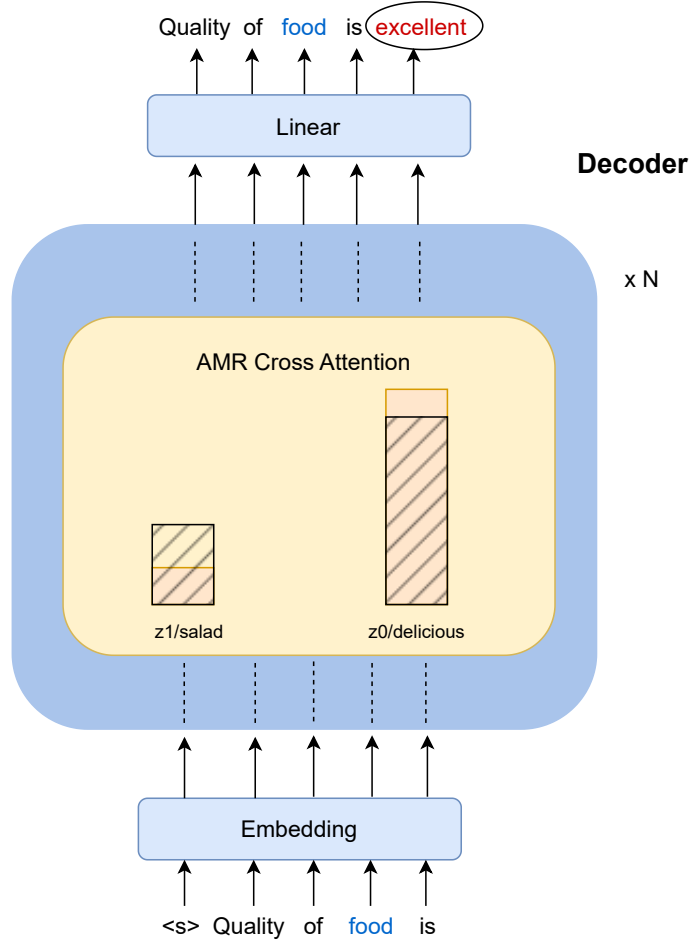 Quality of food is excellent
Linear
Decoder
x N
AMR Cross Attention
z1/salad z0/delicious
Embedding
<s> Quality of food is